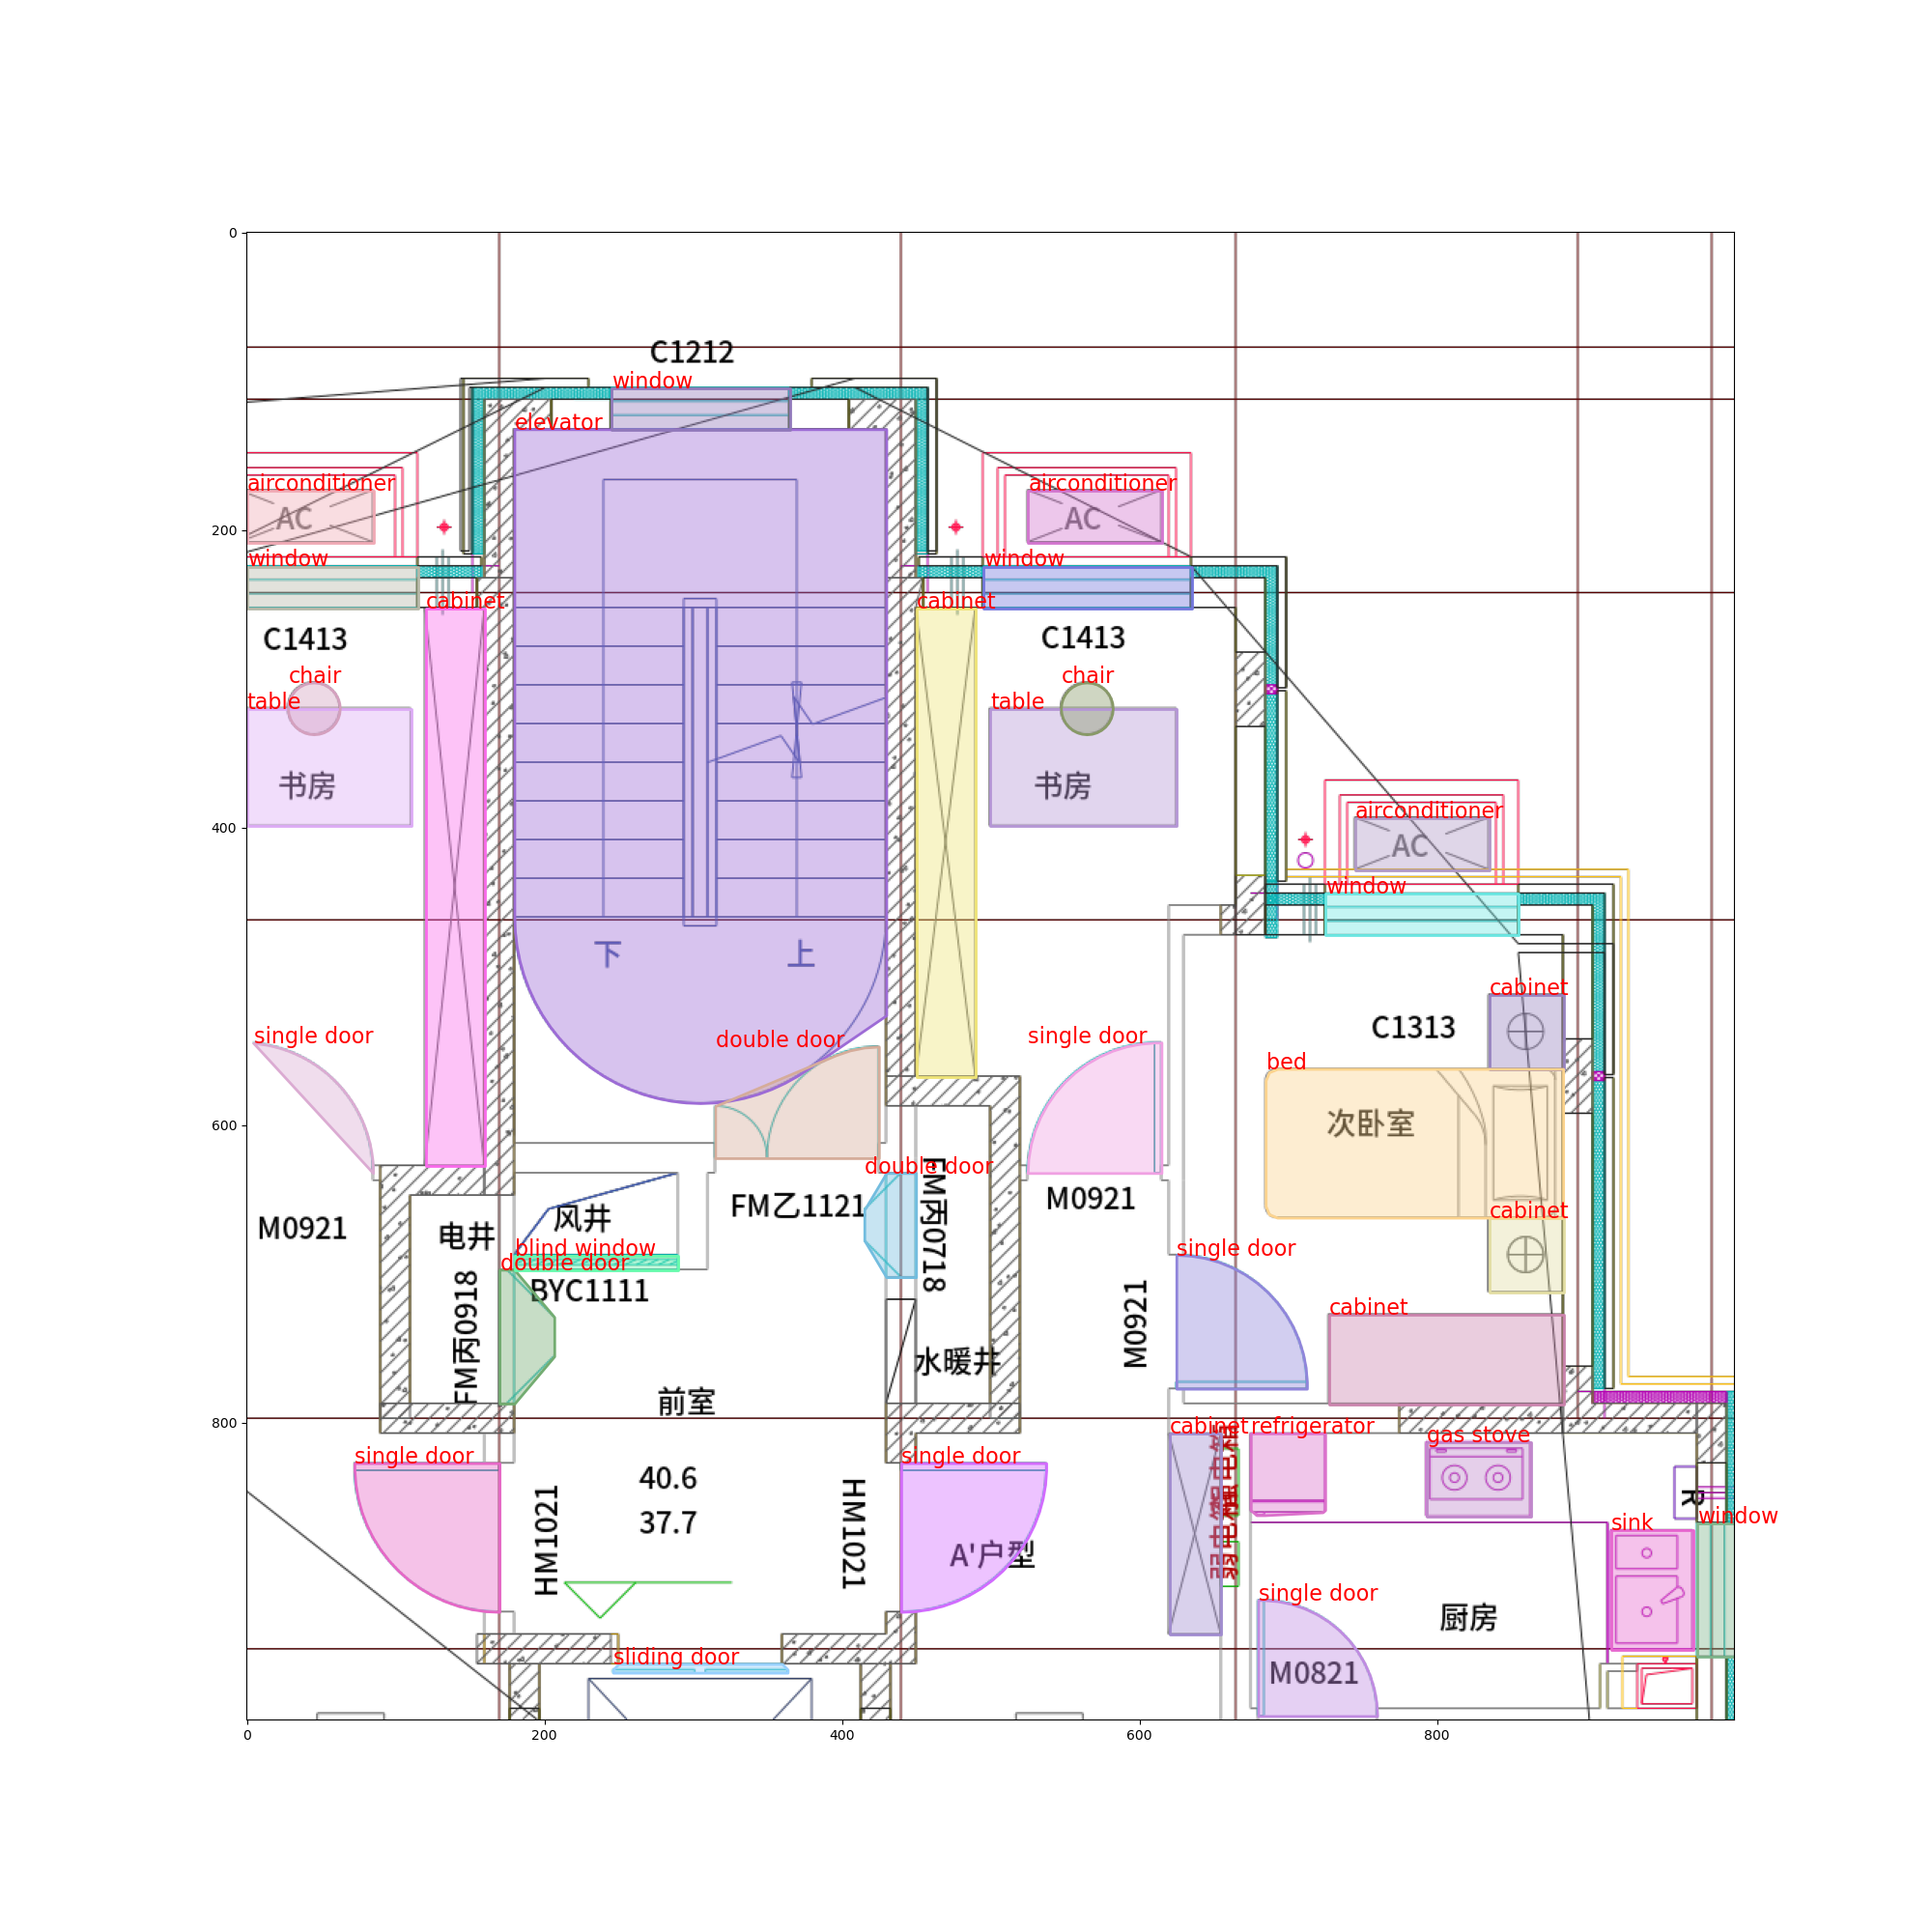 0
C1212
window
elevator
airconditioner
airconditioner
AC
AC
200
window
window
cabinet
cabinet
C1413
C1413
chair
chair
table
table
书房
书房
400
airconditioner
AC
window
下
上
cabinet
single door
double door
single door
C1313
bed
次卧室
600
double door
FM丙0718
M0921
电井
风井
FM乙1121
M0921
cabinet
blind window
double door
BYC1111
single door
FM丙0918
M0921
cabinet
水暖井
前室
800
cabinet
refrigerator
gas stove
single door
single door
40.6
37.7
HM1021
HM1021
R
window
sink
A'户型
single door
厨房
sliding door
M0821
0
200
400
600
800